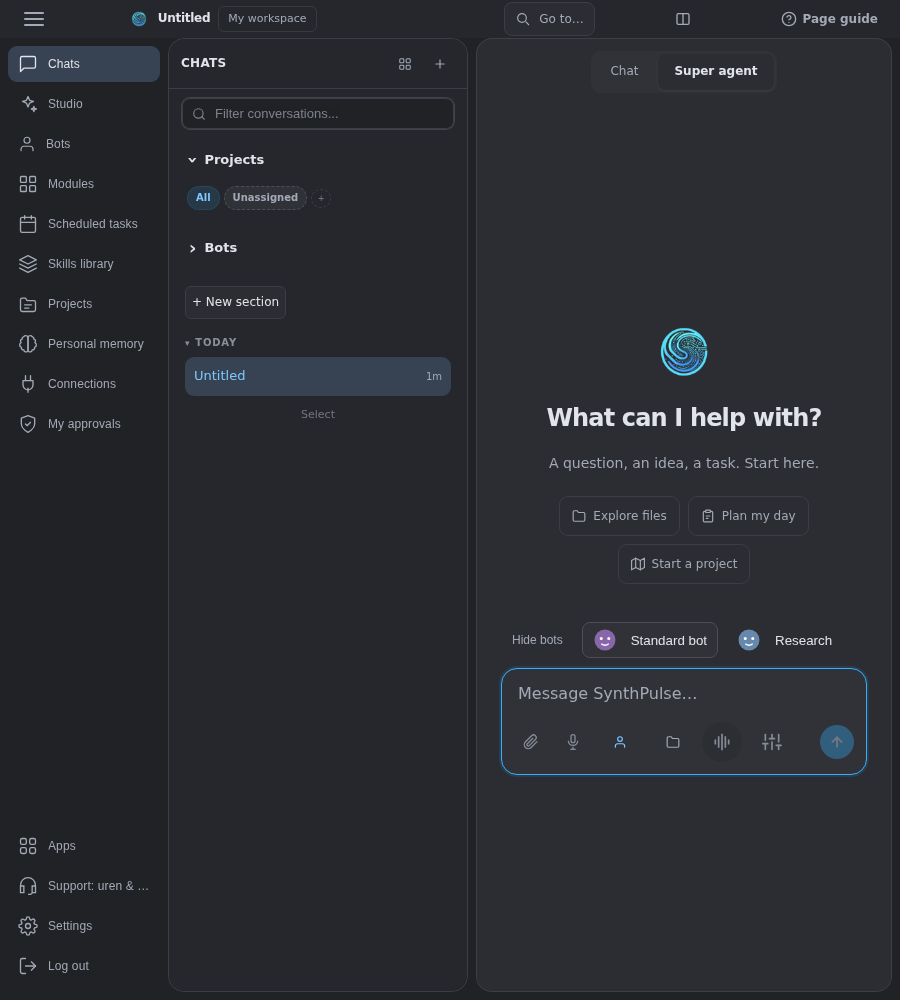 Untitled
My workspace
Go to...
Page guide
Chats
Studio
Bots
Modules
Scheduled tasks
Skills library
Projects
Personal memory
Connections
My approvals
Apps
Support: uren & ...
Settings
Log out
CHATS
Filter conversations...
Projects
All
Unassigned
+
Bots
+ New section
TODAY
Untitled
1m
Select
Chat
Super agent
What can I help with?
A question, an idea, a task. Start here.
Explore files
Plan my day
Start a project
Hide bots
Standard bot
Research
Message SynthPulse...